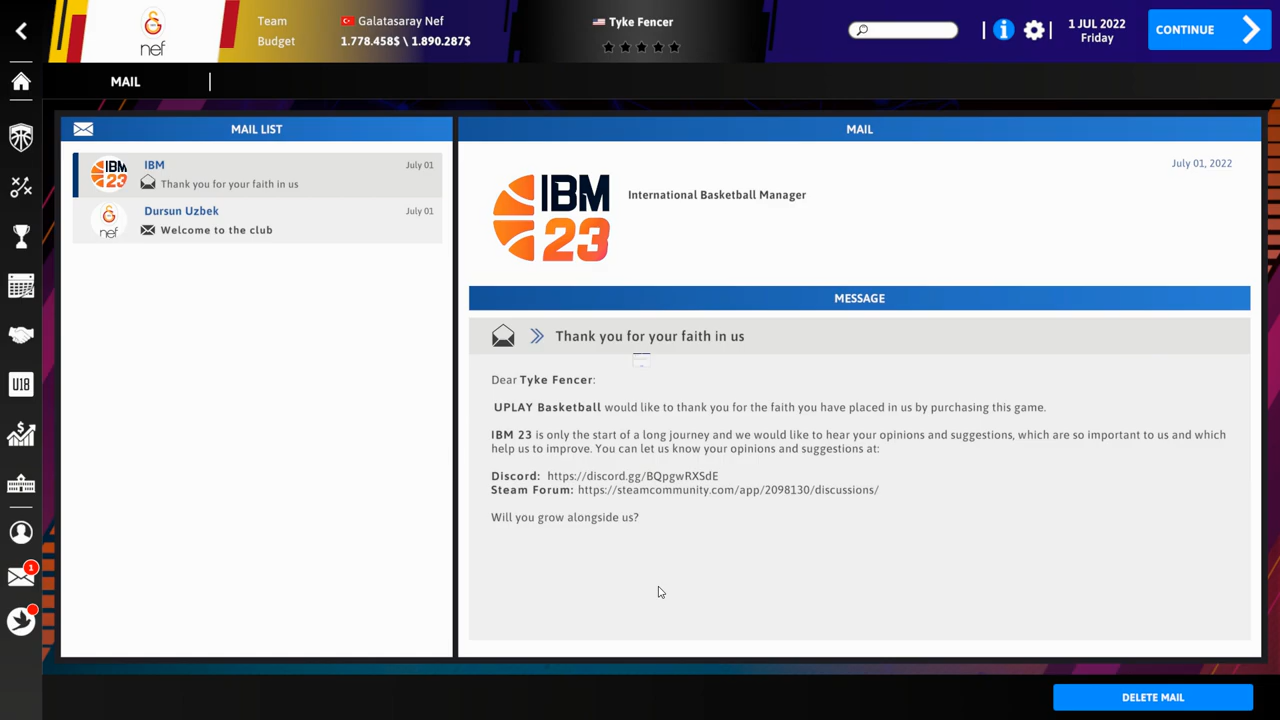 nef
Team
Galatasaray Nef
Budget
1.778.458$ \ 1.890.287$
Tyke Fencer
1 JUL 2022
Friday
CONTINUE
MAIL
MAIL LIST
IBM
23
IBM
July 01
Thank you for your faith in us
nef
Dursun Uzbek
July 01
Welcome to the club
U18
1
MAIL
July 01, 2022
IBM
23
International Basketball Manager
MESSAGE
Thank you for your faith in us
Dear Tyke Fencer:
UPLAY Basketball would like to thank you for the faith you have placed in us by purchasing this game.
IBM 23 is only the start of a long journey and we would like to hear your opinions and suggestions, which are so important to us and which
help us to improve. You can let us know your opinions and suggestions at:
Discord: https://discord.gg/BQpgwRXSdE
Steam Forum: https://steamcommunity.com/app/2098130/discussions/
Will you grow alongside us?
DELETE MAIL